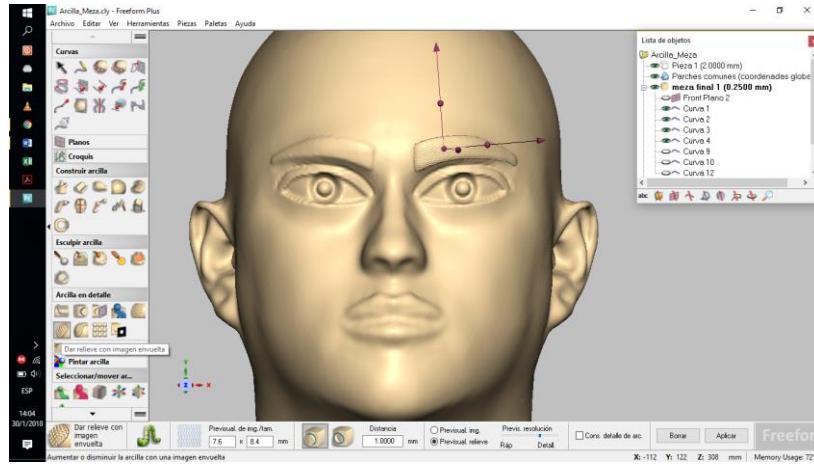 Arcilla_Meza.cly - Freeform Plus
Archivo Editar Ver Herramientas Piezas Paletas Ayuda
Curvas
Planos
Croquis
Construir arcilla
Esculpir arcilla
Arcilla en detalle
Dar relieve con imagen envuelta
Pintar arcilla
Seleccionar/mover ar...
Lista de objetos
Arcilla_Meza
Pieza 1 (2.0000 mm)
Parches comunes (coordenadas globe
meza final 1 (0.2500 mm)
Front Plano 2
Curva 1
Curva 2
Curva 3
Curva 4
Curva 9
Curva 10
Curva 12
abc
Y
Z
X
ESP
14:04
30/1/2018
Dar relieve con imagen envuelta
Previsual. de img./tam.
7.6 x 8.4 mm
Distancia
1.0000 mm
Previsual. img.
Previsual. relieve
Previs. resolución
Ráp Detall.
Cons. detalle de arc.
Borrar
Aplicar
Freeform
Aumentar o disminuir la arcilla con una imagen envuelta
X: -112 Y: 122 Z: 308 mm
Memory Usage: 72%